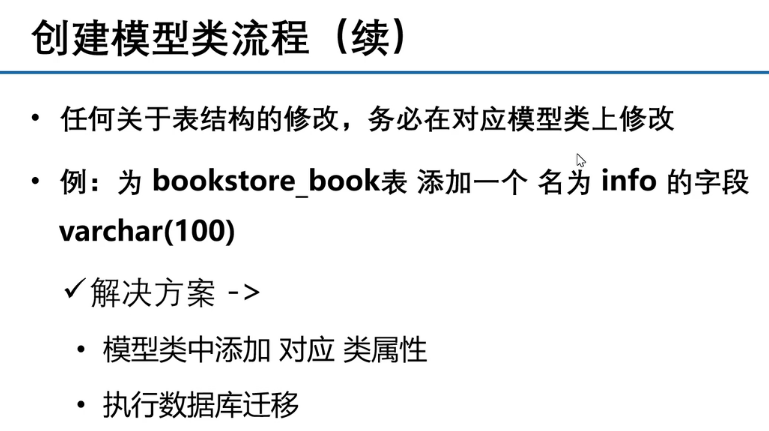 创建模型类流程（续）
• 任何关于表结构的修改，务必在对应模型类上修改
• 例：为 bookstore_book表 添加一个 名为 info 的字段
varchar(100)
✓解决方案 ->
• 模型类中添加 对应 类属性
• 执行数据库迁移